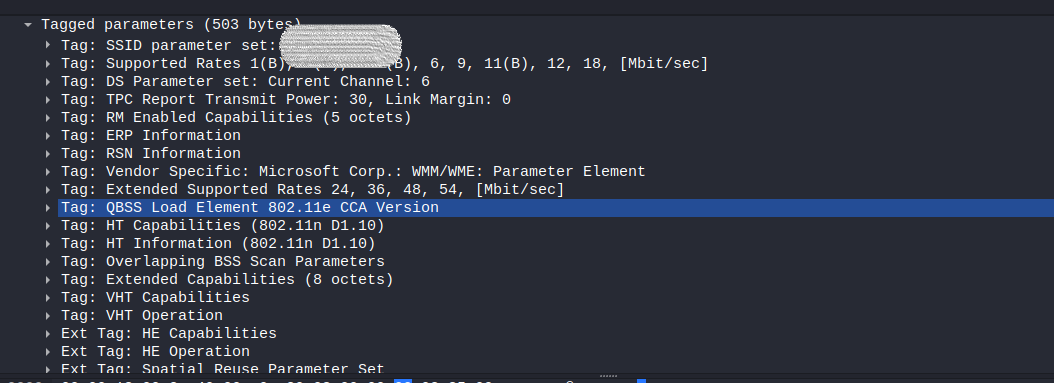 Tagged parameters (503 bytes)
Tag: SSID parameter set:
Tag: Supported Rates 1(B), B), 6, 9, 11(B), 12, 18, [Mbit/sec]
Tag: DS Parameter set: Current Channel: 6
Tag: TPC Report Transmit Power: 30, Link Margin: 0
Tag: RM Enabled Capabilities (5 octets)
Tag: ERP Information
Tag: RSN Information
Tag: Vendor Specific: Microsoft Corp.: WMM/WME: Parameter Element
Tag: Extended Supported Rates 24, 36, 48, 54, [Mbit/sec]
Tag: QBSS Load Element 802.11e CCA Version
Tag: HT Capabilities (802.11n D1.10)
Tag: HT Information (802.11n D1.10)
Tag: Overlapping BSS Scan Parameters
Tag: Extended Capabilities (8 octets)
Tag: VHT Capabilities
Tag: VHT Operation
Ext Tag: HE Capabilities
Ext Tag: HE Operation
Ext Tag: Spatial Reuse Parameter Set